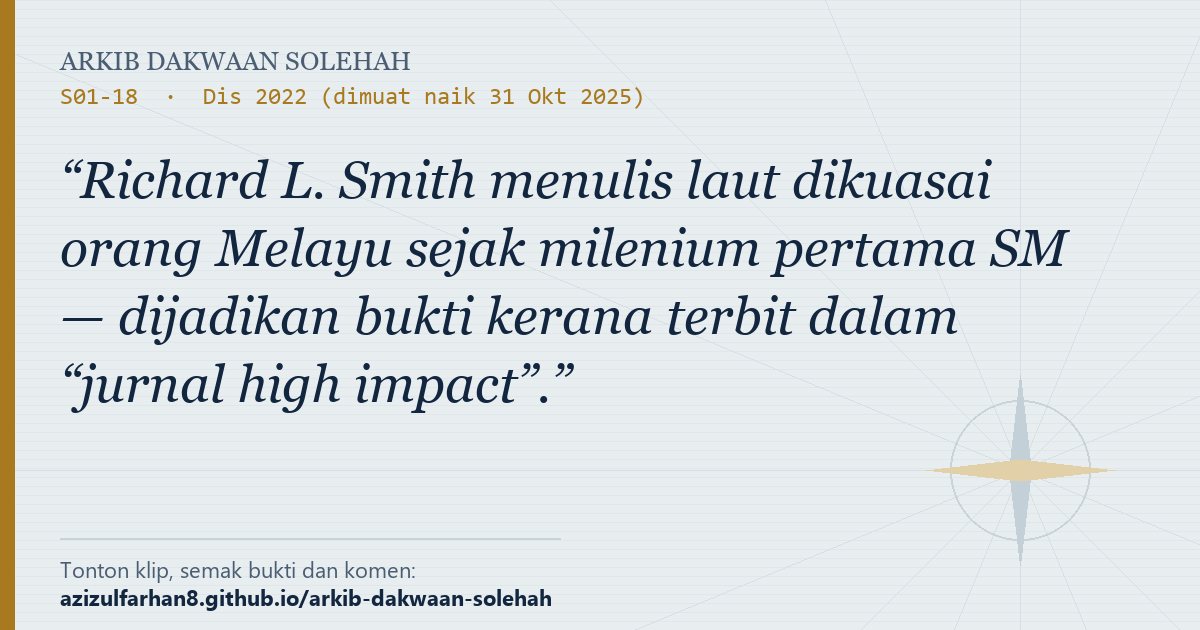 ARKIB DAKWAAN SOLEHAH
S01-18 · Dis 2022 (dimuat naik 31 Okt 2025)
“Richard L. Smith menulis laut dikuasai
orang Melayu sejak milenium pertama SM
— dijadikan bukti kerana terbit dalam
“jurnal high impact”.”
Tonton klip, semak bukti dan komen:
azizulfarhan8.github.io/arkib-dakwaan-solehah